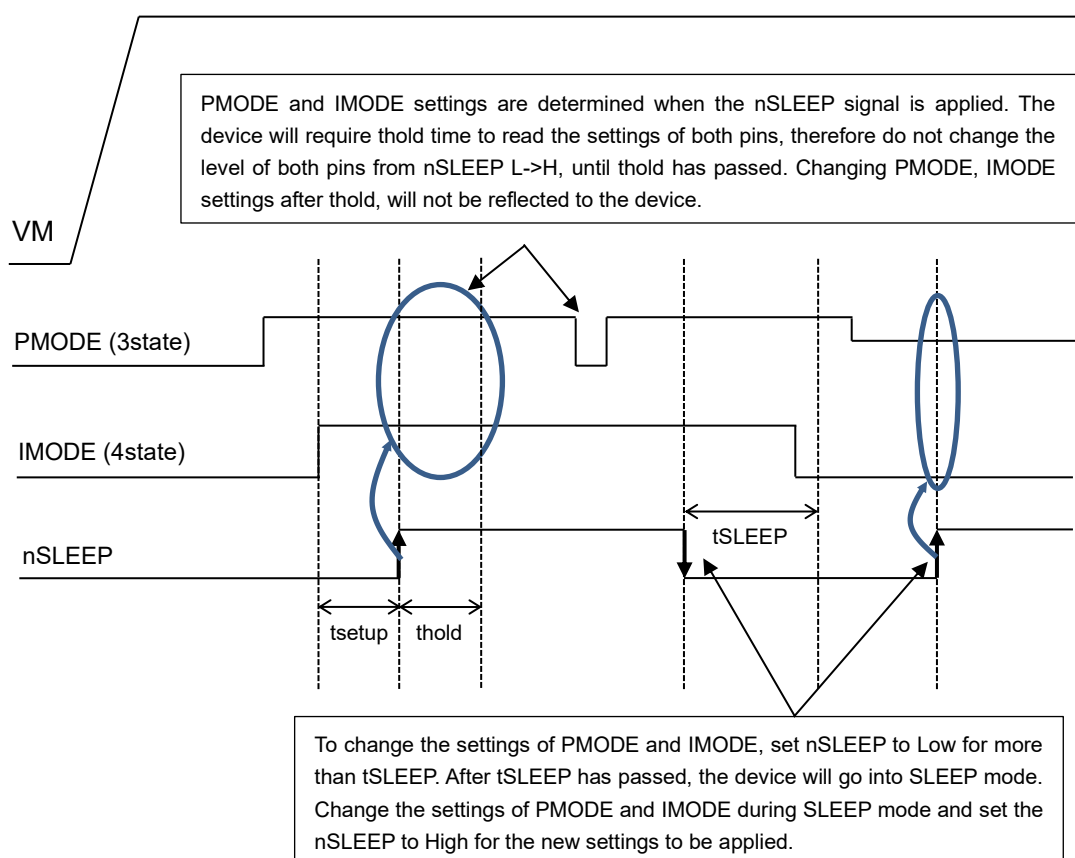 PMODE and IMODE settings are determined when the nSLEEP signal is applied. The
device will require thold time to read the settings of both pins, therefore do not change the
level of both pins from nSLEEP L->H, until thold has passed. Changing PMODE, IMODE
settings after thold, will not be reflected to the device.
VM
PMODE (3state)
IMODE (4state)
nSLEEP
tSLEEP
tsetup
thold
To change the settings of PMODE and IMODE, set nSLEEP to Low for more
than tSLEEP. After tSLEEP has passed, the device will go into SLEEP mode.
Change the settings of PMODE and IMODE during SLEEP mode and set the
nSLEEP to High for the new settings to be applied.